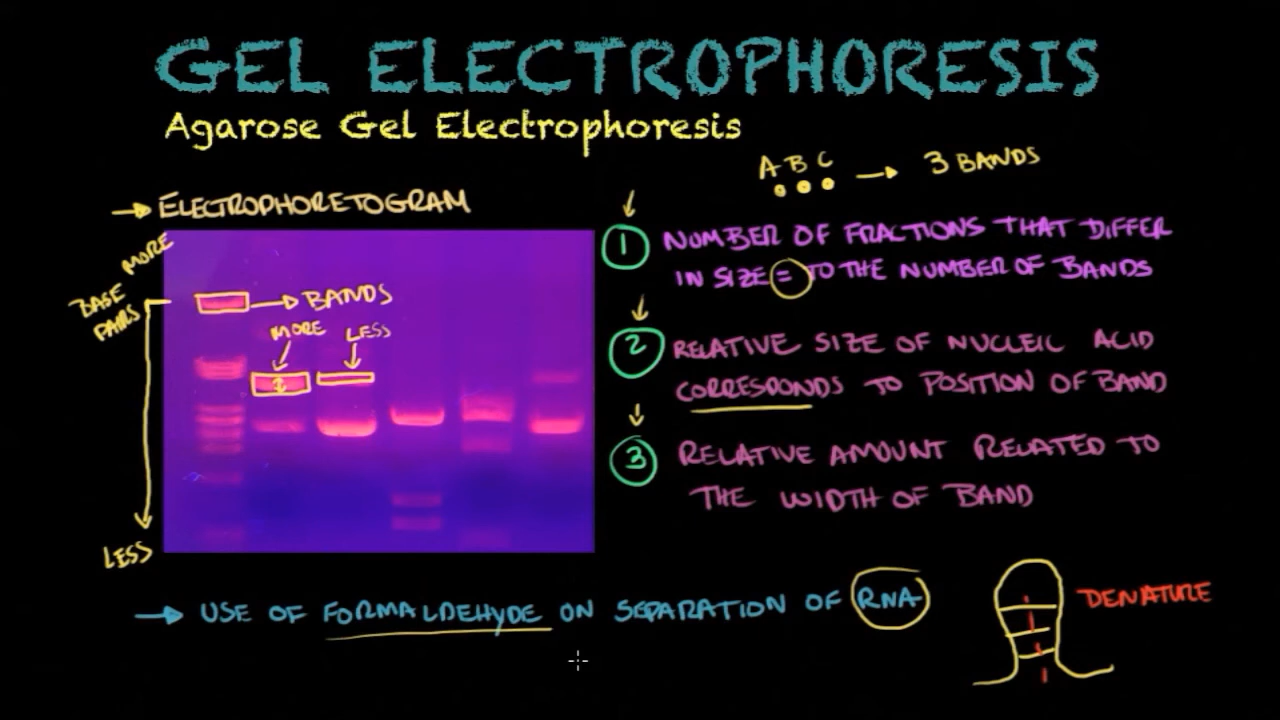 GEL ELECTROPHORESIS
Agarose Gel Electrophoresis
A B C → 3 BANDS
→ ELECTROPHORETOGRAM
MORE
BASE
PAIRS
LESS
→ BANDS
MORE LESS
1 NUMBER OF FRACTIONS THAT DIFFER
IN SIZE = TO THE NUMBER OF BANDS
2 RELATIVE SIZE OF NUCLEIC ACID
CORRESPONDS TO POSITION OF BAND
3 RELATIVE AMOUNT RELATED TO
THE WIDTH OF BAND
→ USE OF FORMALDEHYDE ON SEPARATION OF RNA
DENATURE